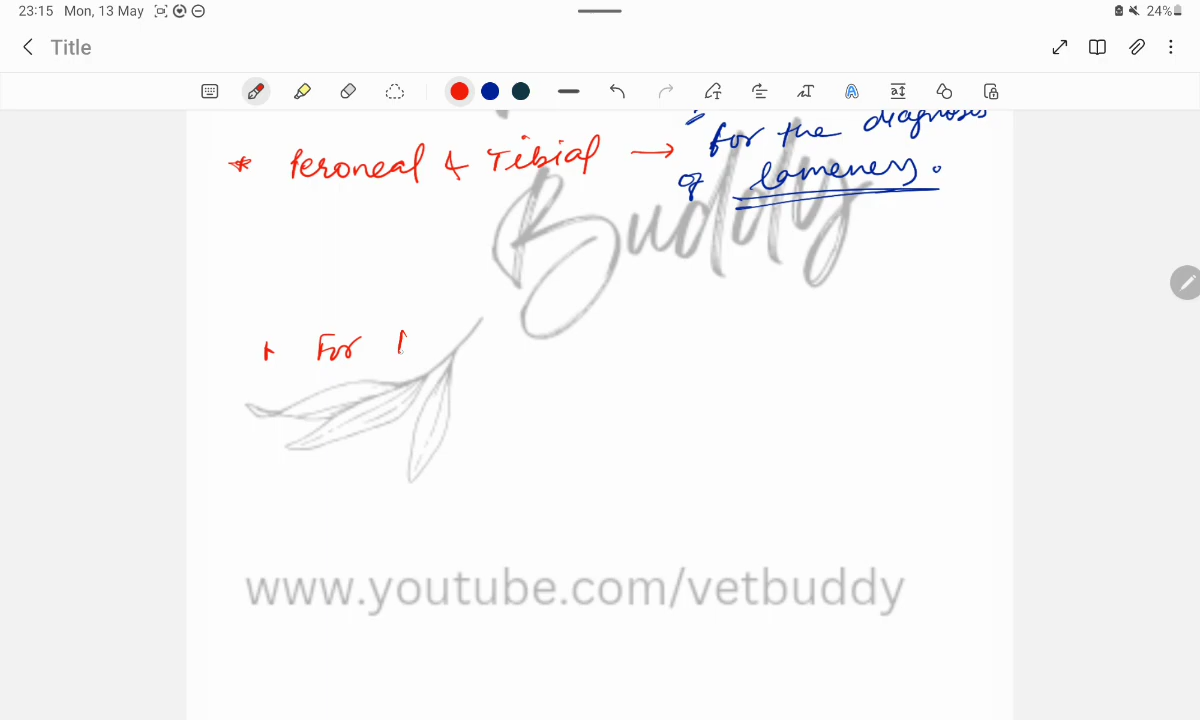 23:15 Mon, 13 May
24%
Title
for the diagnosis
* Peroneal & Tibial → of lameness.
Buddy
For
www.youtube.com/vetbuddy